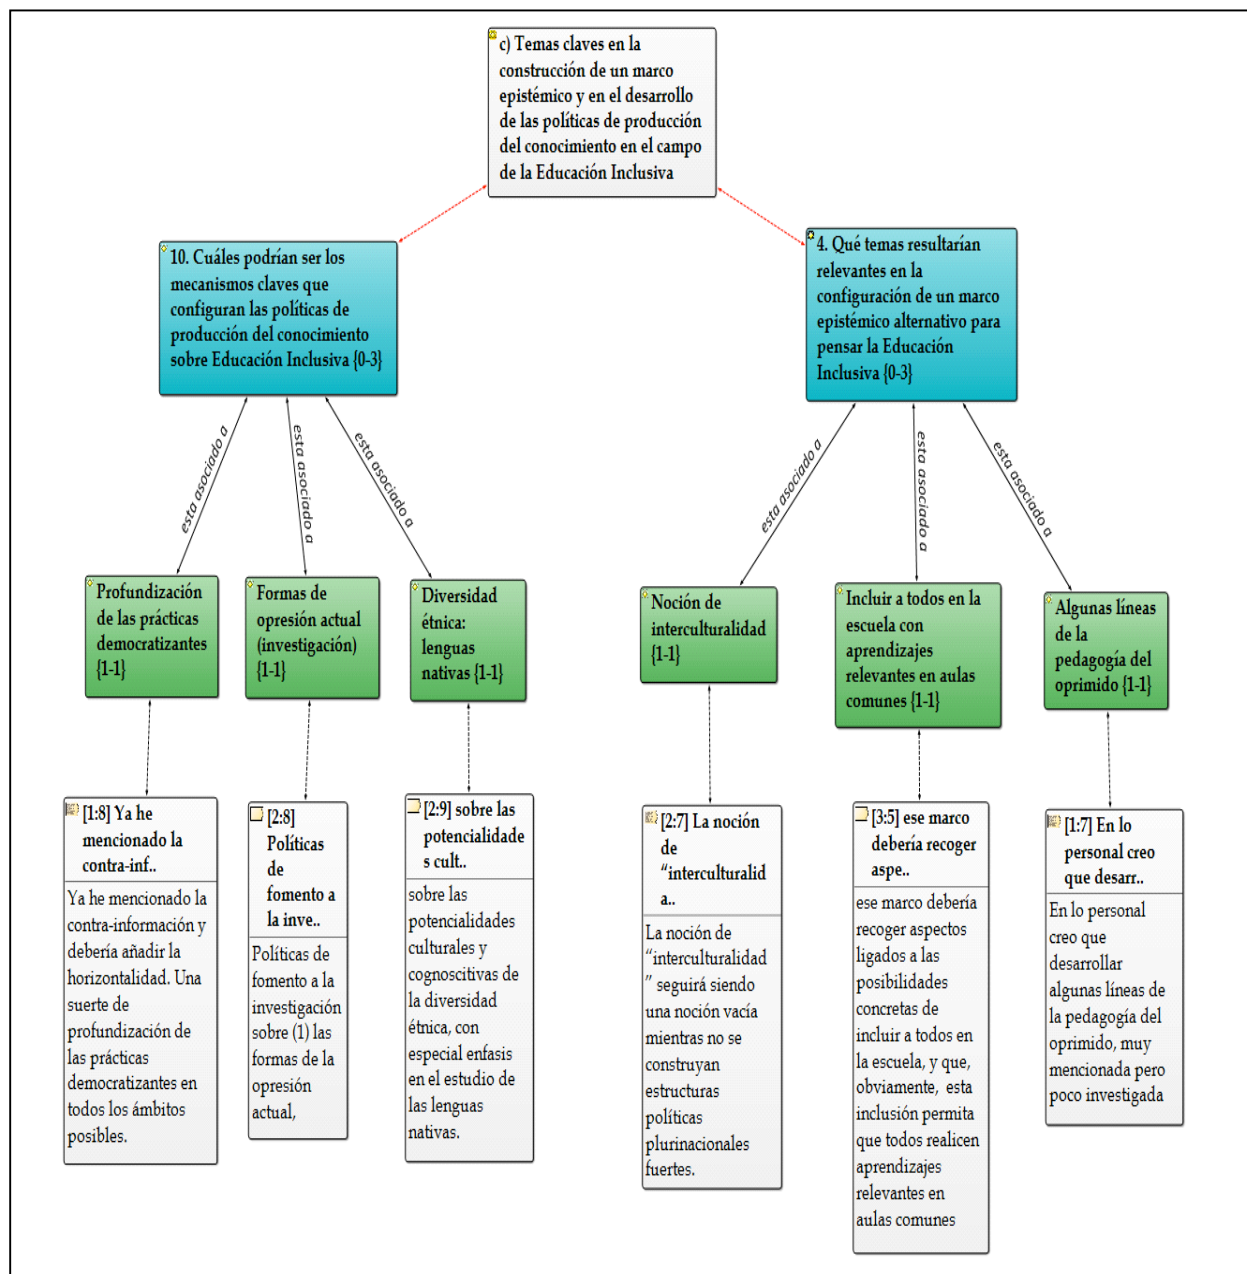 c) Temas claves en la
construcción de un marco
epistémico y en el desarrollo
de las políticas de producción
del conocimiento en el campo
de la Educación Inclusiva
10. Cuáles podrían ser los
mecanismos claves que
configuran las políticas de
producción del conocimiento
sobre Educación Inclusiva {0-3}
4. Qué temas resultarían
relevantes en la
configuración de un marco
epistémico alternativo para
pensar la Educación
Inclusiva {0-3}
esta asociado a
esta asociado a
esta asociado a
esta asociado a
esta asociado a
esta asociado a
Profundización
de las prácticas
democratizantes
{1-1}
Formas de
opresión actual
(investigación)
{1-1}
Diversidad
étnica:
lenguas
nativas {1-1}
Noción de
interculturalidad
{1-1}
Incluir a todos en la
escuela con
aprendizajes
relevantes en aulas
comunes {1-1}
Algunas líneas
de la
pedagogía del
oprimido {1-1}
[1:8] Ya he
mencionado la
contra-inf..
Ya he mencionado la
contra-información y
debería añadir la
horizontalidad. Una
suerte de
profundización de
las prácticas
democratizantes en
todos los ámbitos
posibles.
[2:8]
Políticas
de
fomento a
la inve..
Políticas de
fomento a la
investigación
sobre (1) las
formas de la
opresión
actual,
[2:9] sobre las
potencialidade
s cult..
sobre las
potencialidades
culturales y
cognoscitivas de
la diversidad
étnica, con
especial enfasis
en el estudio de
las lenguas
nativas.
[2:7] La noción
de
“interculturalid
a..
La noción de
“interculturalidad
” seguirá siendo
una noción vacía
mientras no se
construyan
estructuras
políticas
plurinacionales
fuertes.
[3:5] ese marco
debería recoger
aspe..
ese marco debería
recoger aspectos
ligados a las
posibilidades
concretas de
incluir a todos en
la escuela, y que,
obviamente, esta
inclusión permita
que todos realicen
aprendizajes
relevantes en
aulas comunes
[1:7] En lo
personal creo
que desarr..
En lo personal
creo que
desarrollar
algunas líneas de
la pedagogía del
oprimido, muy
mencionada pero
poco investigada